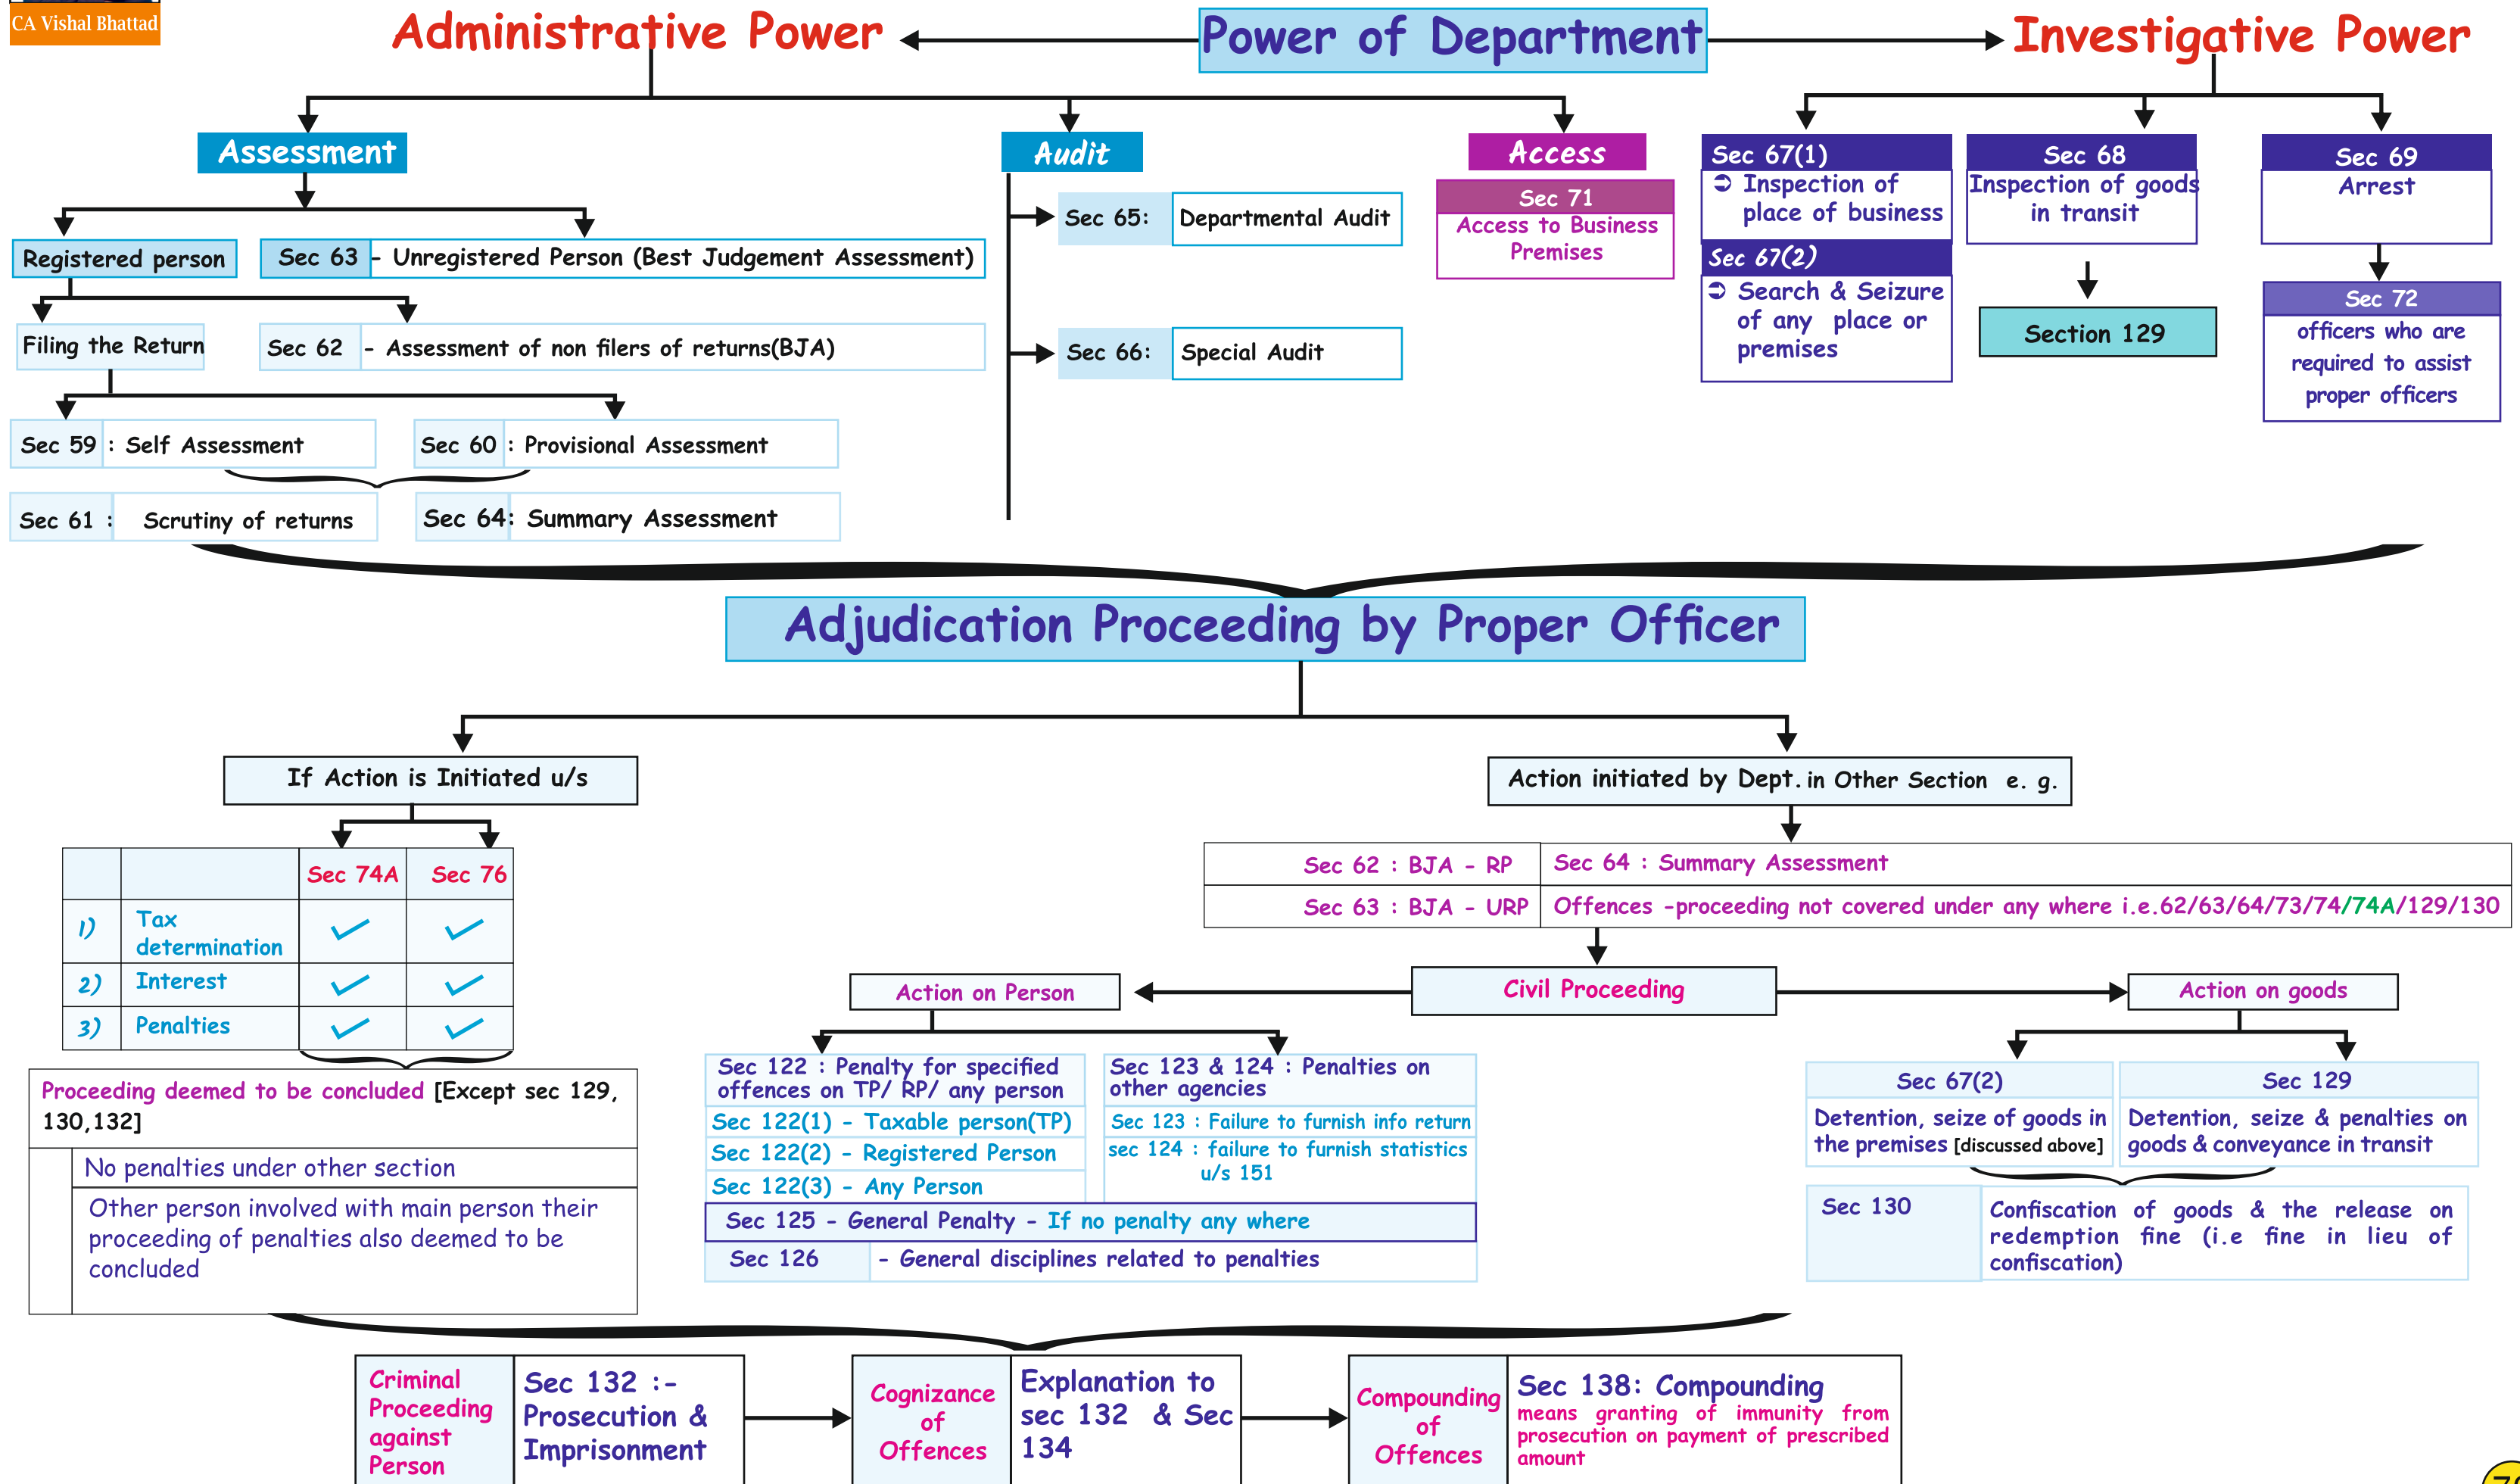 CA Vishal Bhattad
Administrative Power
Power of Department
Investigative Power
Assessment
Audit
Access
Sec 71
Access to Business
Premises
Sec 67(1)
Inspection of
place of business
Sec 67(2)
Search & Seizure
of any place or
premises
Sec 68
Inspection of goods
in transit
Section 129
Sec 69
Arrest
Sec 72
officers who are
required to assist
proper officers
Sec 65:
Departmental Audit
Sec 66:
Special Audit
Registered person
Sec 63 - Unregistered Person (Best Judgement Assessment)
Filing the Return
Sec 62 - Assessment of non filers of returns(BJA)
Sec 59 : Self Assessment
Sec 60 : Provisional Assessment
Sec 61 : Scrutiny of returns
Sec 64: Summary Assessment
Adjudication Proceeding by Proper Officer
If Action is Initiated u/s
Sec 74A
Sec 76
1) Tax
determination
2) Interest
3) Penalties
Proceeding deemed to be concluded [Except sec 129,
130,132]
No penalties under other section
Other person involved with main person their
proceeding of penalties also deemed to be
concluded
Action initiated by Dept. in Other Section e. g.
Sec 62 : BJA - RP
Sec 64 : Summary Assessment
Sec 63 : BJA - URP
Offences -proceeding not covered under any where i.e.62/63/64/73/74/74A/129/130
Action on Person
Civil Proceeding
Action on goods
Sec 122 : Penalty for specified
offences on TP/ RP/ any person
Sec 122(1) - Taxable person(TP)
Sec 122(2) - Registered Person
Sec 122(3) - Any Person
Sec 123 & 124 : Penalties on
other agencies
Sec 123 : Failure to furnish info return
sec 124 : failure to furnish statistics
u/s 151
Sec 125 - General Penalty - If no penalty any where
Sec 126 - General disciplines related to penalties
Sec 67(2)
Detention, seize of goods in
the premises [discussed above]
Sec 129
Detention, seize & penalties on
goods & conveyance in transit
Sec 130
Confiscation of goods & the release on
redemption fine (i.e fine in lieu of
confiscation)
Criminal
Proceeding
against
Person
Sec 132 :-
Prosecution &
Imprisonment
Cognizance
of
Offences
Explanation to
sec 132 & Sec
134
Compounding
of
Offences
Sec 138: Compounding
means granting of immunity from
prosecution on payment of prescribed
amount